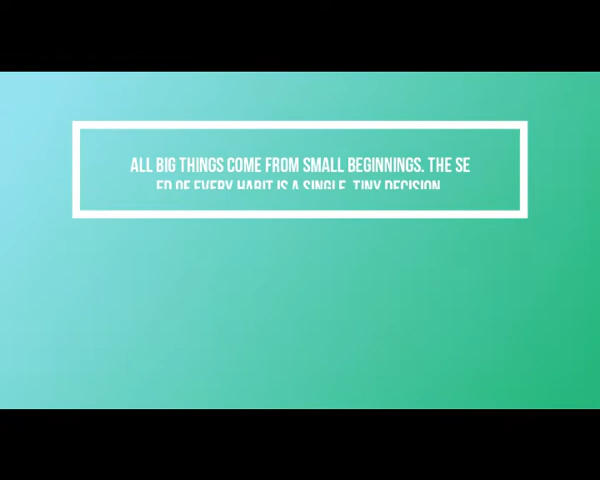 ALL BIG THINGS COME FROM SMALL BEGINNINGS. THE SE
ED OF EVERY HABIT IS A SINGLE, TINY DECISION